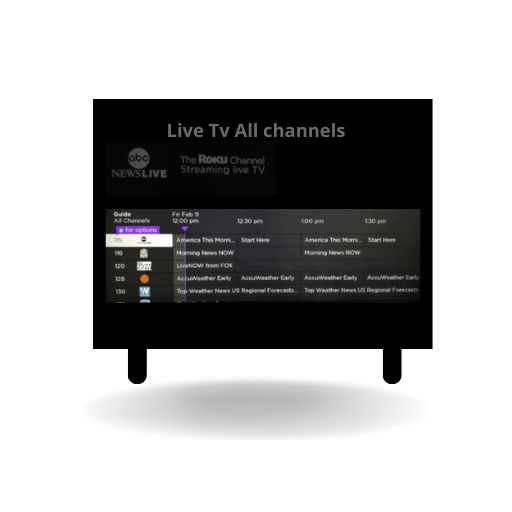 Live Tv All channels
abc
NEWSLIVE
The Roku Channel
Streaming live TV
Guide
All Channels
Fri Feb 11
12:00 pm 12:30 pm 1:00 pm 1:30 pm
for options
115 America This Morni... Start Here America This Morni... Start Here
116 Morning News NOW Morning News NOW
120 LiveNOW from FOX
128 AccuWeather Early AccuWeather Early AccuWeather Early AccuWeather Early
130 W Top Weather News US Regional Forecasts... Top Weather News US Regional Forecasts